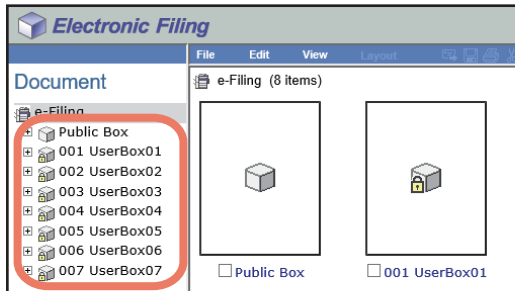 Electronic Filing
File Edit View Layout
Document
e-Filing
Public Box
001 UserBox01
002 UserBox02
003 UserBox03
004 UserBox04
005 UserBox05
006 UserBox06
007 UserBox07
e-Filing (8 items)
Public Box
001 UserBox01